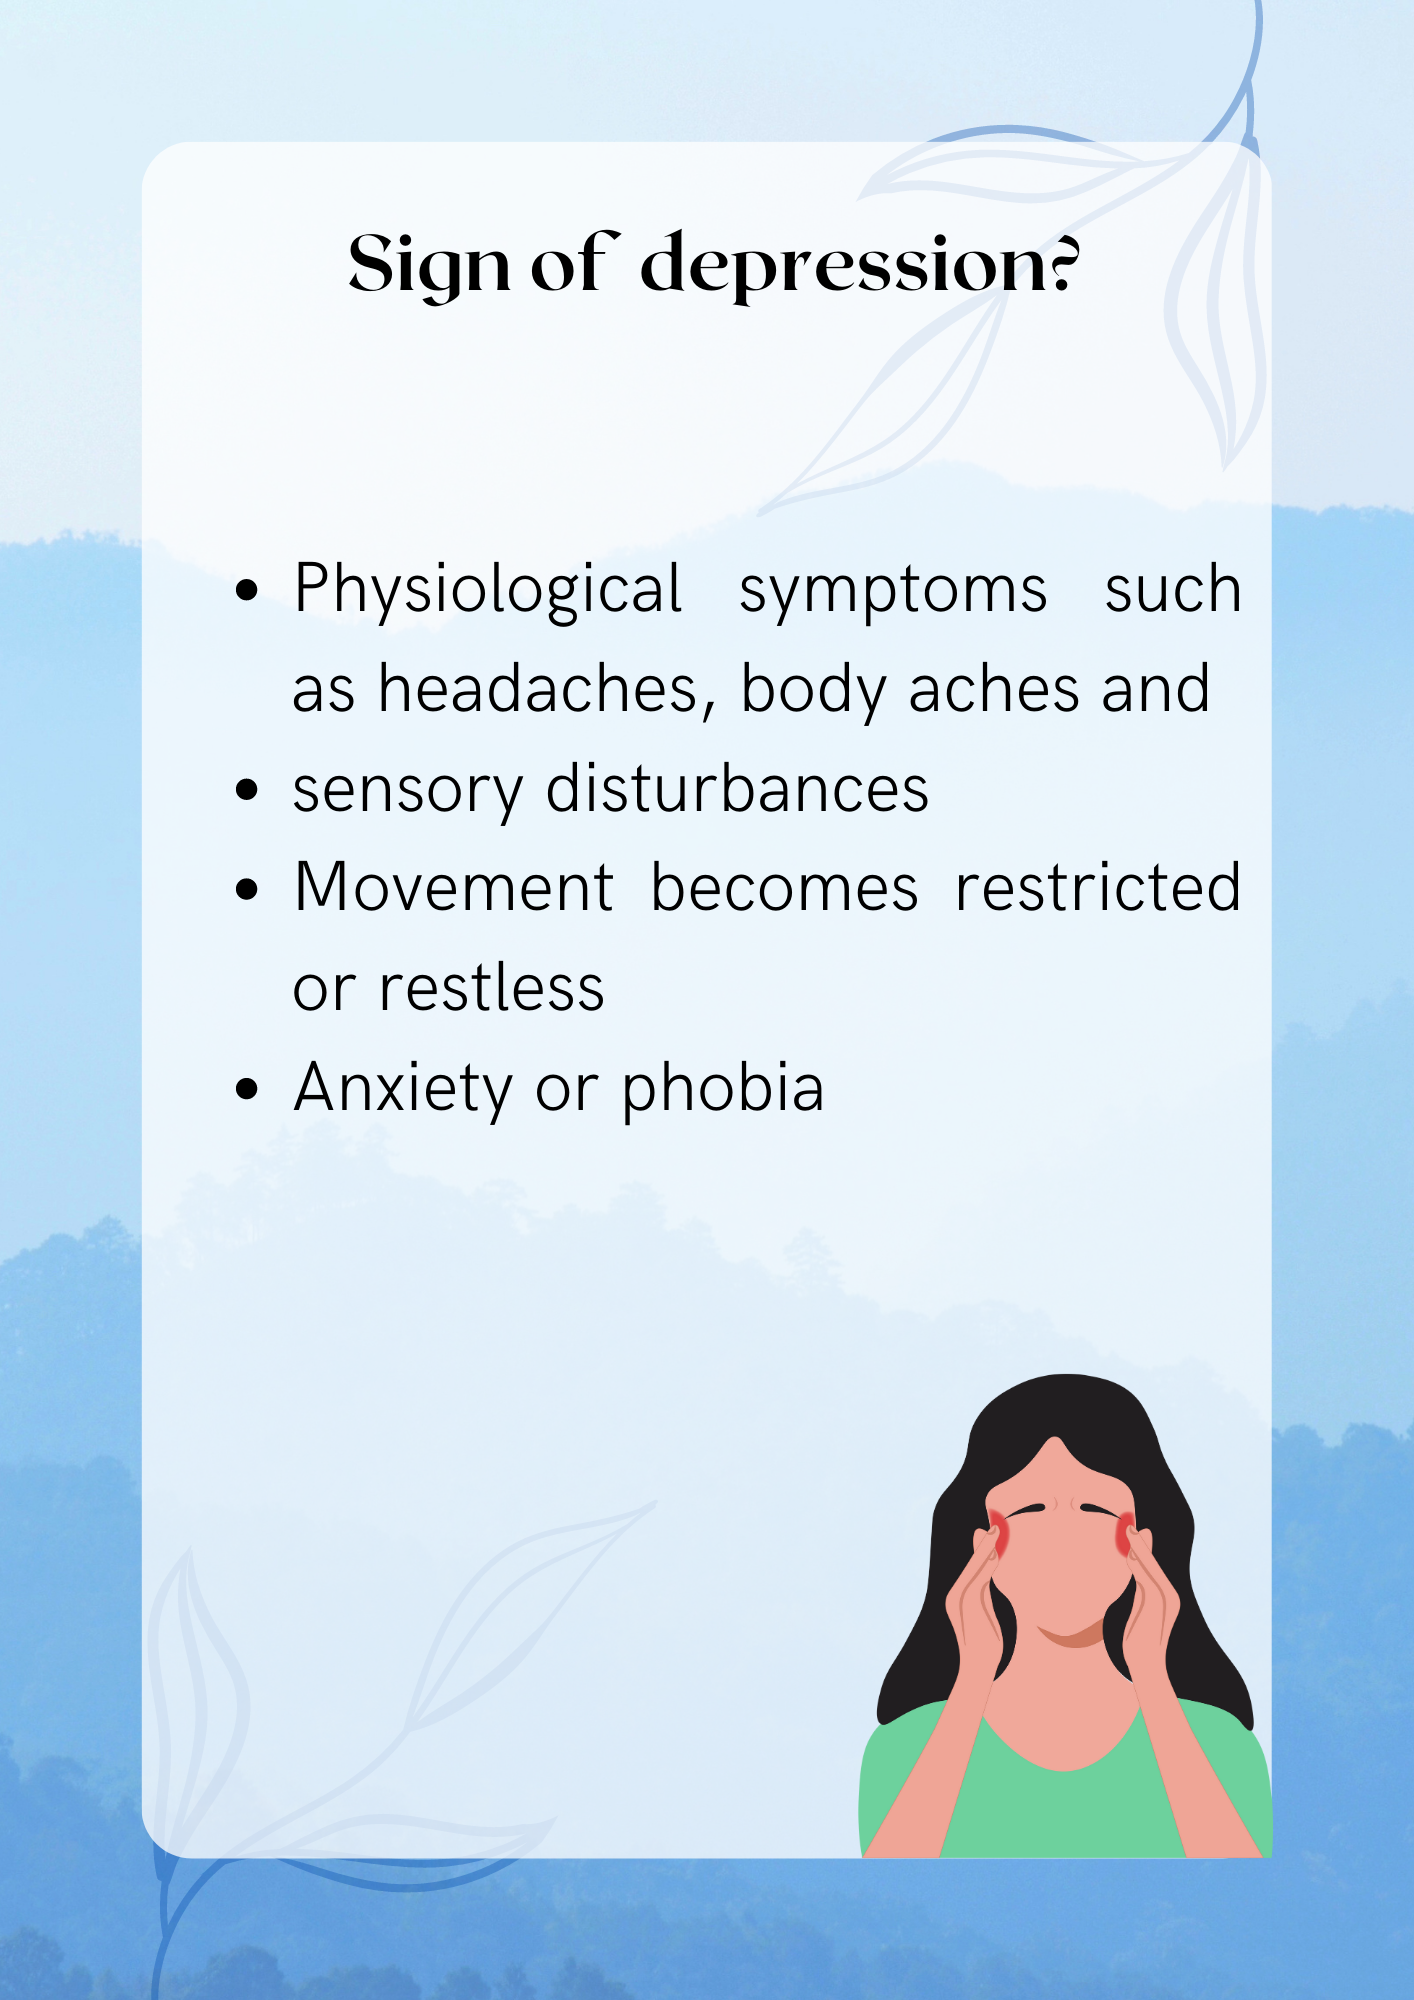 Sign of depression?
• Physiological symptoms such
as headaches, body aches and
• sensory disturbances
• Movement becomes restricted
or restless
• Anxiety or phobia